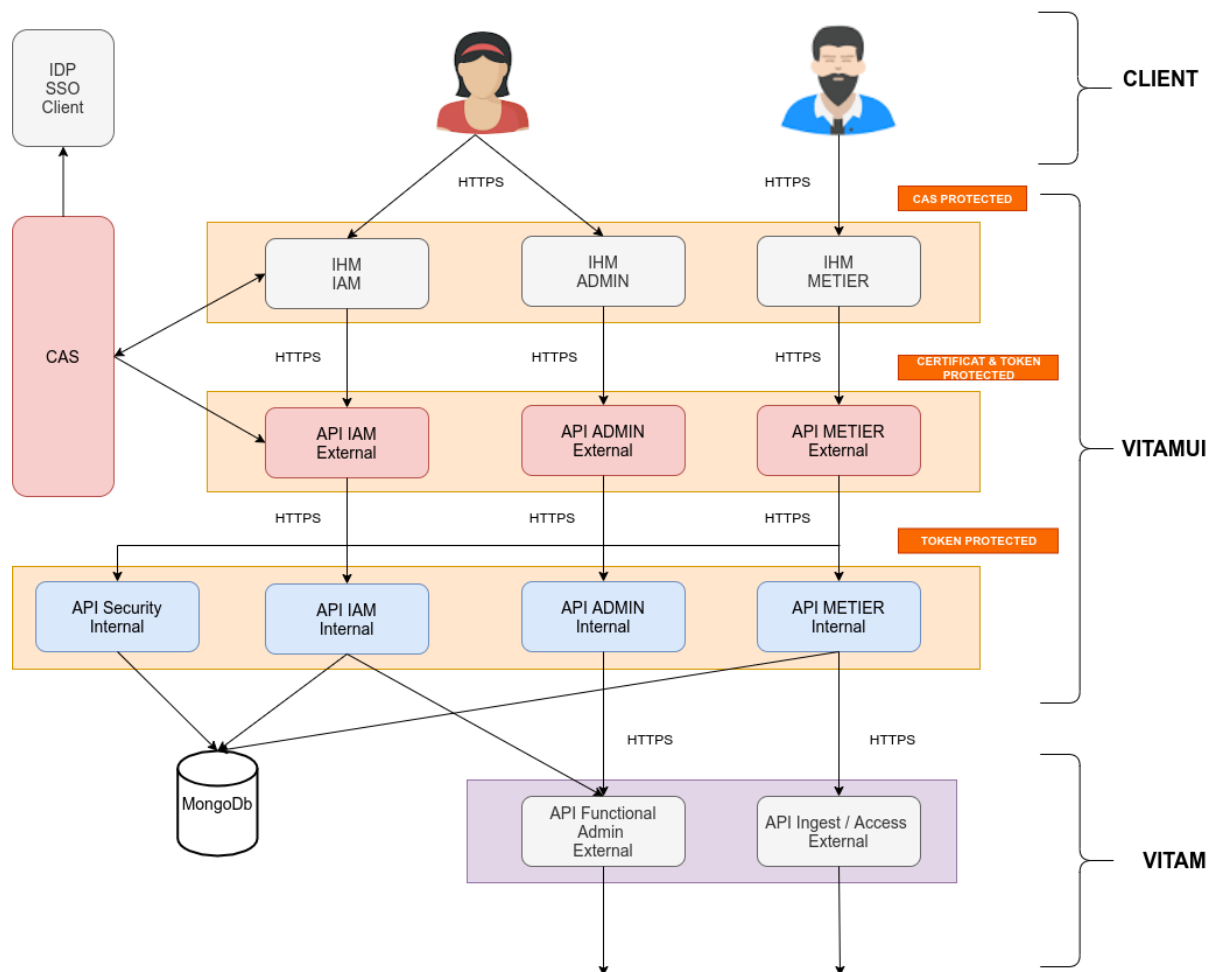 IDP
SSO
Client
CLIENT
HTTPS
HTTPS
CAS PROTECTED
IHM
IAM
IHM
ADMIN
IHM
METIER
CAS
HTTPS
HTTPS
HTTPS
CERTIFICAT & TOKEN
PROTECTED
API IAM
External
API ADMIN
External
API METIER
External
VITAMUI
HTTPS
HTTPS
HTTPS
TOKEN PROTECTED
API Security
Internal
API IAM
Internal
API ADMIN
Internal
API METIER
Internal
HTTPS
HTTPS
MongoDb
API Functional
Admin
External
API Ingest / Access
External
VITAM